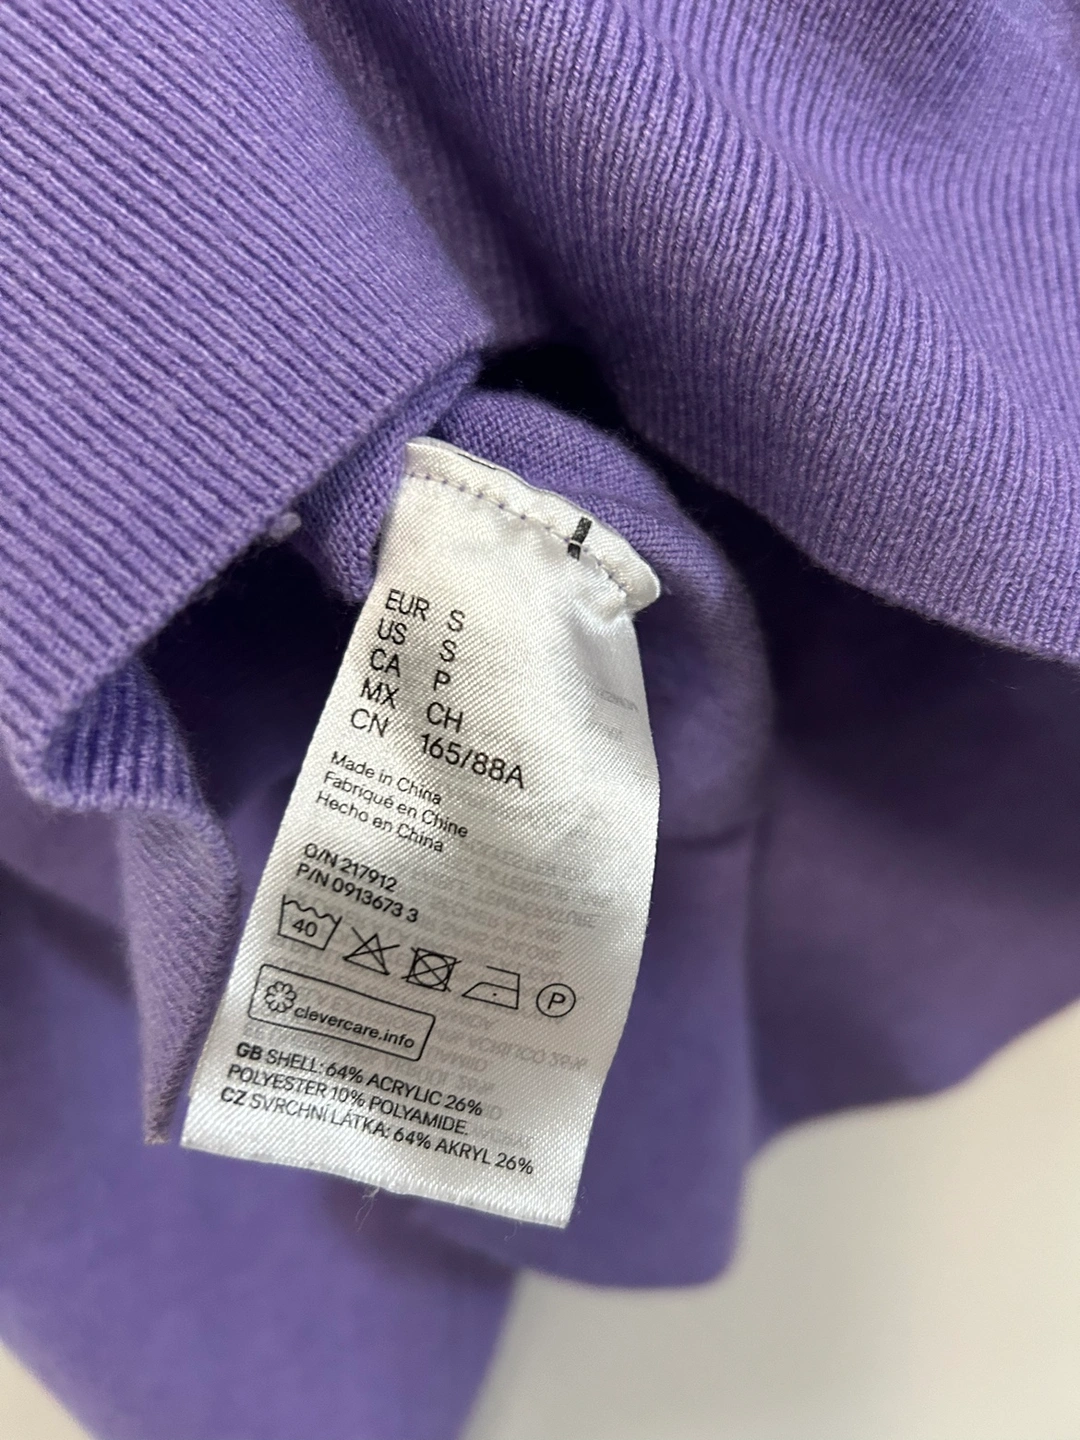 EUR S
US S
CA P
MX CH
CN 165/88A
Made in China
Fabriqué en Chine
Hecho en China
O/N 217912
P/N 0913673 3
40
P
clevercare.info
GB SHELL: 64% ACRYLIC 26%
POLYESTER 10% POLYAMIDE.
CZ SVRCHNÍ LÁTKA: 64% AKRYL 26%